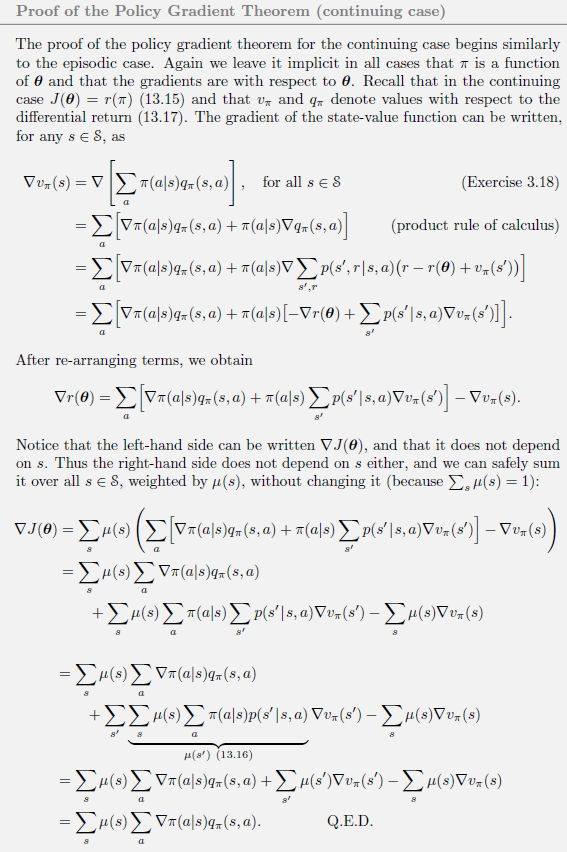 Proof of the Policy Gradient Theorem (continuing case)
The proof of the policy gradient theorem for the continuing case begins similarly
to the episodic case. Again we leave it implicit in all cases that π is a function
of θ and that the gradients are with respect to θ. Recall that in the continuing
case J(θ) = r(π) (13.15) and that v_π and q_π denote values with respect to the
differential return (13.17). The gradient of the state-value function can be written,
for any s ∈ 𝒮, as
∇v_π(s) = ∇[∑_a π(a|s)q_π(s, a)], for all s ∈ 𝒮 (Exercise 3.18)
= ∑_a [∇π(a|s)q_π(s, a) + π(a|s)∇q_π(s, a)] (product rule of calculus)
= ∑_a [∇π(a|s)q_π(s, a) + π(a|s)∇∑_{s′,r} p(s′, r|s, a)(r − r(θ) + v_π(s′))]
= ∑_a [∇π(a|s)q_π(s, a) + π(a|s)[−∇r(θ) + ∑_{s′} p(s′|s, a)∇v_π(s′)]].
After re-arranging terms, we obtain
∇r(θ) = ∑_a [∇π(a|s)q_π(s, a) + π(a|s)∑_{s′} p(s′|s, a)∇v_π(s′)] − ∇v_π(s).
Notice that the left-hand side can be written ∇J(θ), and that it does not depend
on s. Thus the right-hand side does not depend on s either, and we can safely sum
it over all s ∈ 𝒮, weighted by μ(s), without changing it (because ∑_s μ(s) = 1):
∇J(θ) = ∑_s μ(s)(∑_a [∇π(a|s)q_π(s, a) + π(a|s)∑_{s′} p(s′|s, a)∇v_π(s′)] − ∇v_π(s))
= ∑_s μ(s)∑_a ∇π(a|s)q_π(s, a)
+ ∑_s μ(s)∑_a π(a|s)∑_{s′} p(s′|s, a)∇v_π(s′) − ∑_s μ(s)∇v_π(s)
= ∑_s μ(s)∑_a ∇π(a|s)q_π(s, a)
+ ∑_{s′} ∑_s μ(s)∑_a π(a|s)p(s′|s, a) ∇v_π(s′) − ∑_s μ(s)∇v_π(s)
μ(s′) (13.16)
= ∑_s μ(s)∑_a ∇π(a|s)q_π(s, a) + ∑_{s′} μ(s′)∇v_π(s′) − ∑_s μ(s)∇v_π(s)
= ∑_s μ(s)∑_a ∇π(a|s)q_π(s, a). Q.E.D.